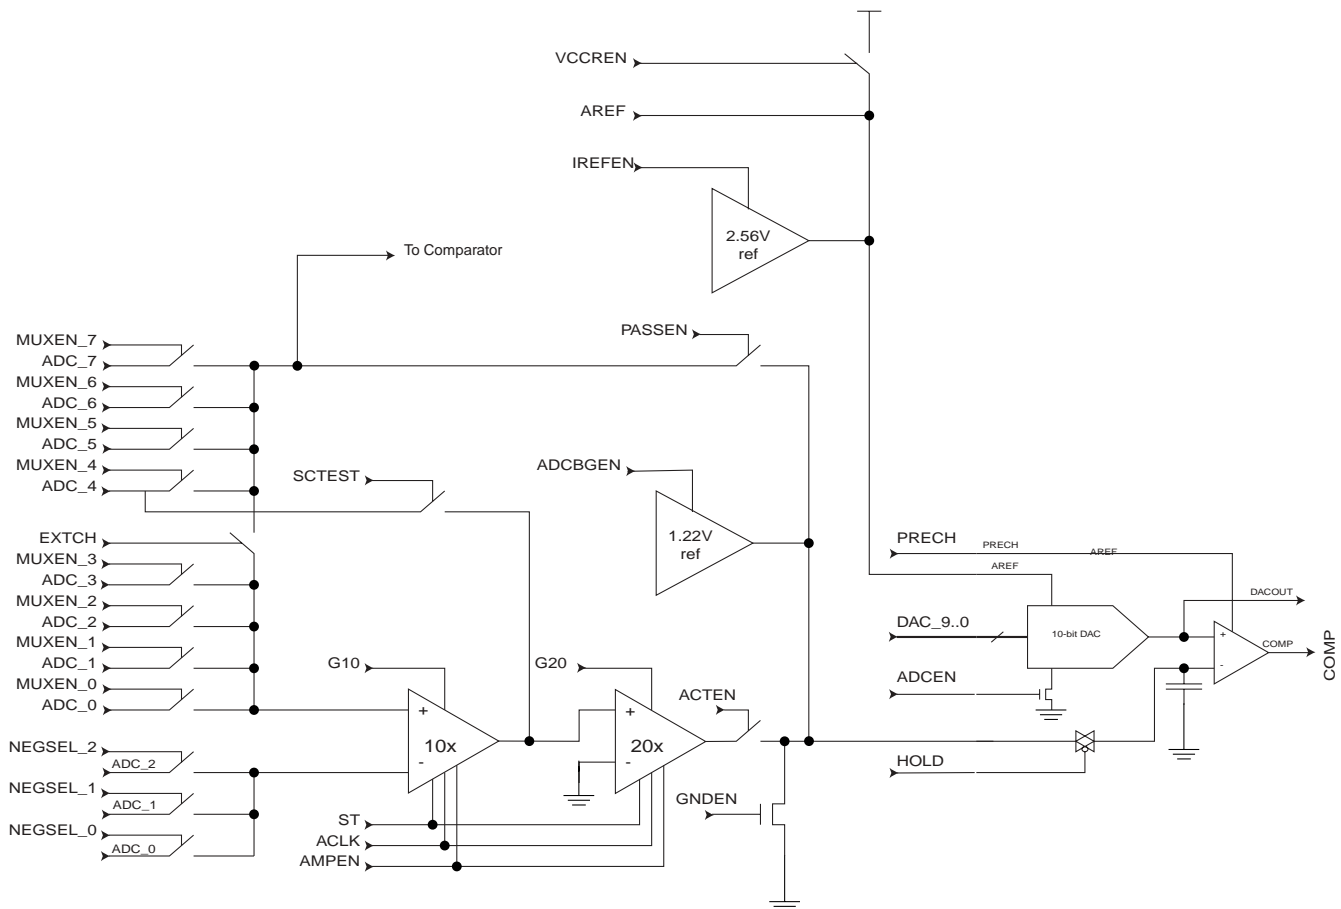 VCCREN
AREF
IREFEN
2.56V
ref
To Comparator
PASSEN
MUXEN_7
ADC_7
MUXEN_6
ADC_6
MUXEN_5
ADC_5
MUXEN_4
ADC_4
SCTEST
ADCBGEN
1.22V
ref
EXTCH
MUXEN_3
ADC_3
MUXEN_2
ADC_2
MUXEN_1
ADC_1
MUXEN_0
ADC_0
PRECH
PRECH
AREF
AREF
DACOUT
DAC_9..0
10-bit DAC
+
-
COMP
COMP
ADCEN
HOLD
G10
+
10x
-
G20
+
20x
-
ACTEN
NEGSEL_2
ADC_2
NEGSEL_1
ADC_1
NEGSEL_0
ADC_0
GNDEN
ST
ACLK
AMPEN